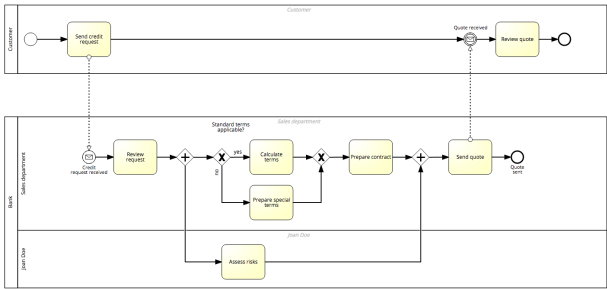 Customer
Customer
Send credit
request
Quote received
Review quote
Bank
Sales department
Sales department
Credit
request received
Review
request
Standard terms
applicable?
yes
no
Calculate
terms
Prepare special
terms
Prepare contract
Send quote
Quote
sent
Joan Doe
Joan Doe
Assess risks